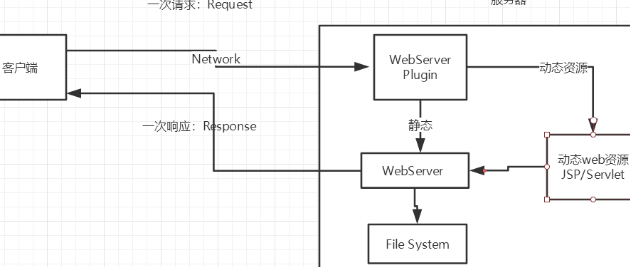 一次请求：Request
服务器
客户端
Network
WebServer
Plugin
动态资源
一次响应：Response
静态
WebServer
动态web资源
JSP/Servlet
File System